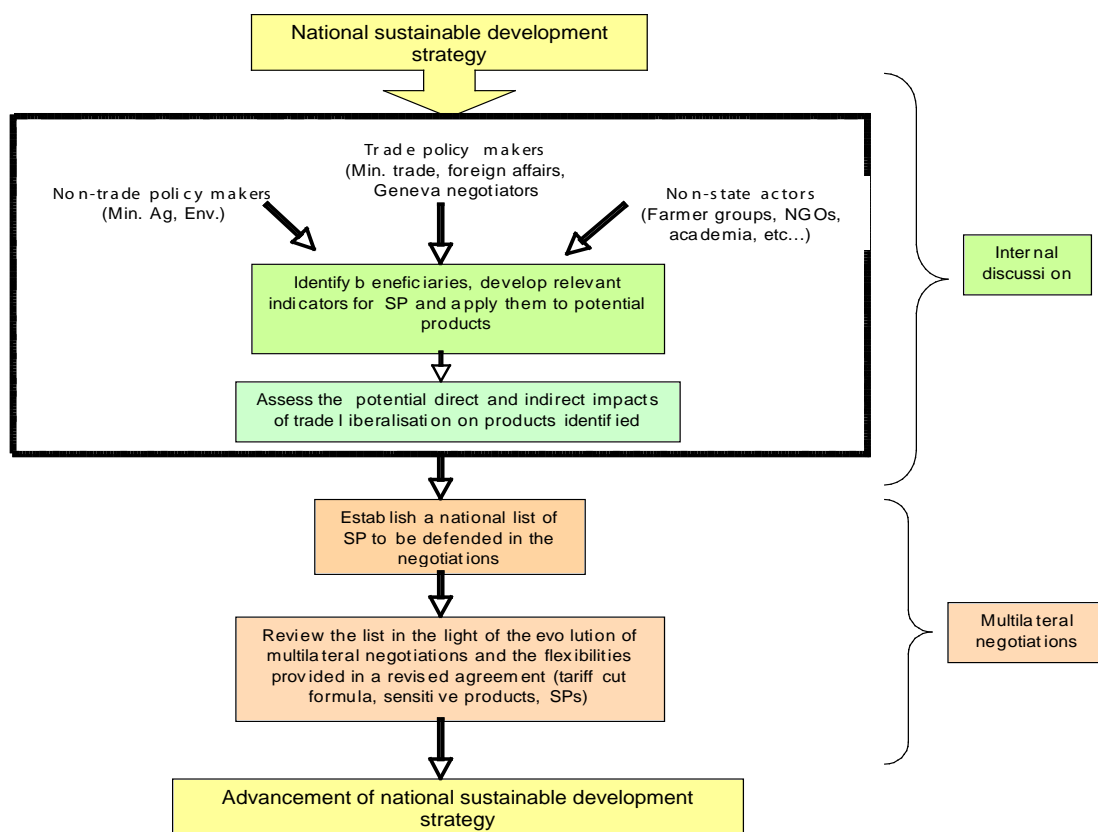 National sustainable development
strategy
Trade policy makers
(Min. trade, foreign affairs,
Geneva negotiators
Non-trade policy makers
(Min. Ag, Env.)
Non-state actors
(Farmer groups, NGOs,
academia, etc…)
Identify beneficiaries, develop relevant
indicators for SP and apply them to potential
products
Internal
discussion
Assess the potential direct and indirect impacts
of trade liberalisation on products identified
Establish a national list of
SP to be defended in the
negotiations
Review the list in the light of the evolution of
multilateral negotiations and the flexibilities
provided in a revised agreement (tariff cut
formula, sensitive products, SPs)
Multilateral
negotiations
Advancement of national sustainable development
strategy